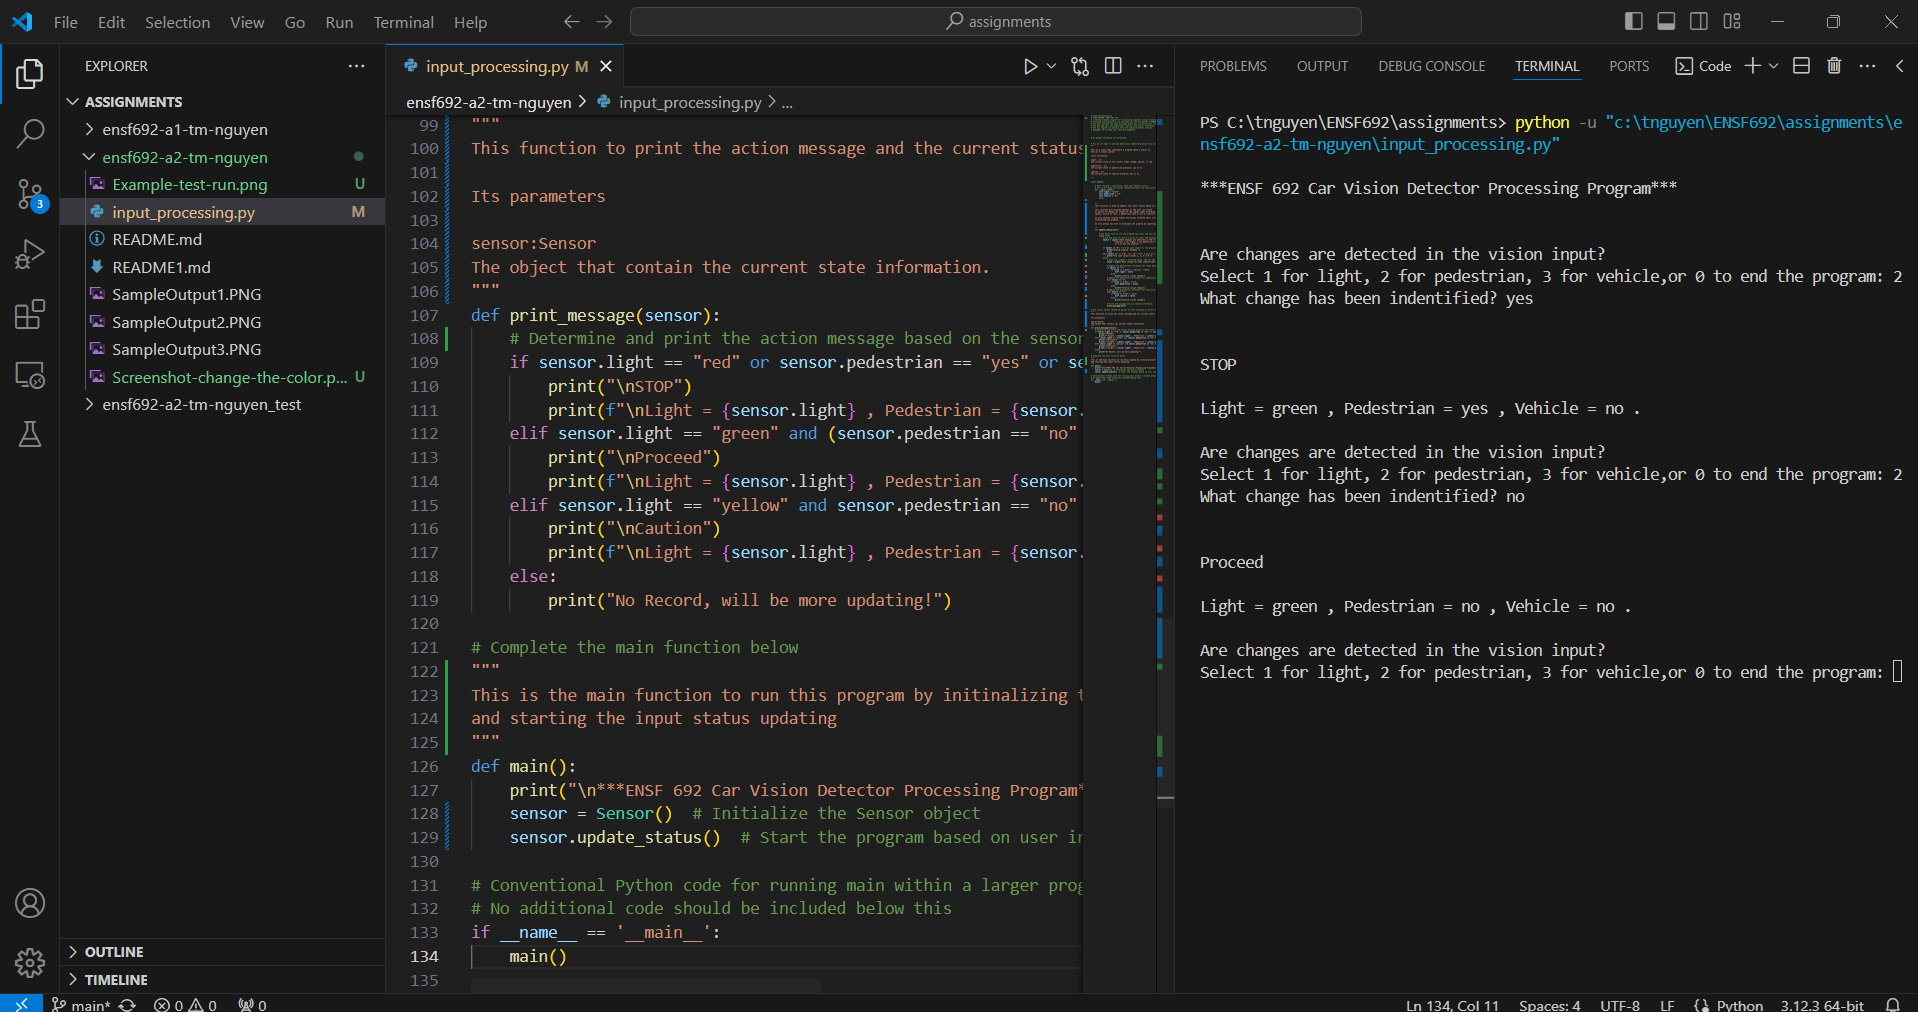 File Edit Selection View Go Run Terminal Help
assignments
EXPLORER
ASSIGNMENTS
ensf692-a1-tm-nguyen
ensf692-a2-tm-nguyen
Example-test-run.png U
input_processing.py M
README.md
README1.md
SampleOutput1.PNG
SampleOutput2.PNG
SampleOutput3.PNG
Screenshot-change-the-color.p... U
ensf692-a2-tm-nguyen_test
3
OUTLINE
TIMELINE
input_processing.py M
ensf692-a2-tm-nguyen > input_processing.py > ...
99 """
100 This function to print the action message and the current status
101
102 Its parameters
103
104 sensor:Sensor
105 The object that contain the current state information.
106 """
107 def print_message(sensor):
108 # Determine and print the action message based on the sensor
109 if sensor.light == "red" or sensor.pedestrian == "yes" or se
110 print("\nSTOP")
111 print(f"\nLight = {sensor.light} , Pedestrian = {sensor.
112 elif sensor.light == "green" and (sensor.pedestrian == "no"
113 print("\nProceed")
114 print(f"\nLight = {sensor.light} , Pedestrian = {sensor.
115 elif sensor.light == "yellow" and sensor.pedestrian == "no"
116 print("\nCaution")
117 print(f"\nLight = {sensor.light} , Pedestrian = {sensor.
118 else:
119 print("No Record, will be more updating!")
120
121 # Complete the main function below
122 """
123 This is the main function to run this program by initinalizing t
124 and starting the input status updating
125 """
126 def main():
127 print("\n***ENSF 692 Car Vision Detector Processing Program*
128 sensor = Sensor() # Initialize the Sensor object
129 sensor.update_status() # Start the program based on user in
130
131 # Conventional Python code for running main within a larger prog
132 # No additional code should be included below this
133 if __name__ == '__main__':
134 main()
135
PROBLEMS OUTPUT DEBUG CONSOLE TERMINAL PORTS Code
PS C:\tnguyen\ENSF692\assignments> python -u "c:\tnguyen\ENSF692\assignments\e
nsf692-a2-tm-nguyen\input_processing.py"
***ENSF 692 Car Vision Detector Processing Program***
Are changes are detected in the vision input?
Select 1 for light, 2 for pedestrian, 3 for vehicle,or 0 to end the program: 2
What change has been indentified? yes
STOP
Light = green , Pedestrian = yes , Vehicle = no .
Are changes are detected in the vision input?
Select 1 for light, 2 for pedestrian, 3 for vehicle,or 0 to end the program: 2
What change has been indentified? no
Proceed
Light = green , Pedestrian = no , Vehicle = no .
Are changes are detected in the vision input?
Select 1 for light, 2 for pedestrian, 3 for vehicle,or 0 to end the program:
main* 0 0 0 Ln 134, Col 11 Spaces: 4 UTF-8 LF Python 3.12.3 64-bit